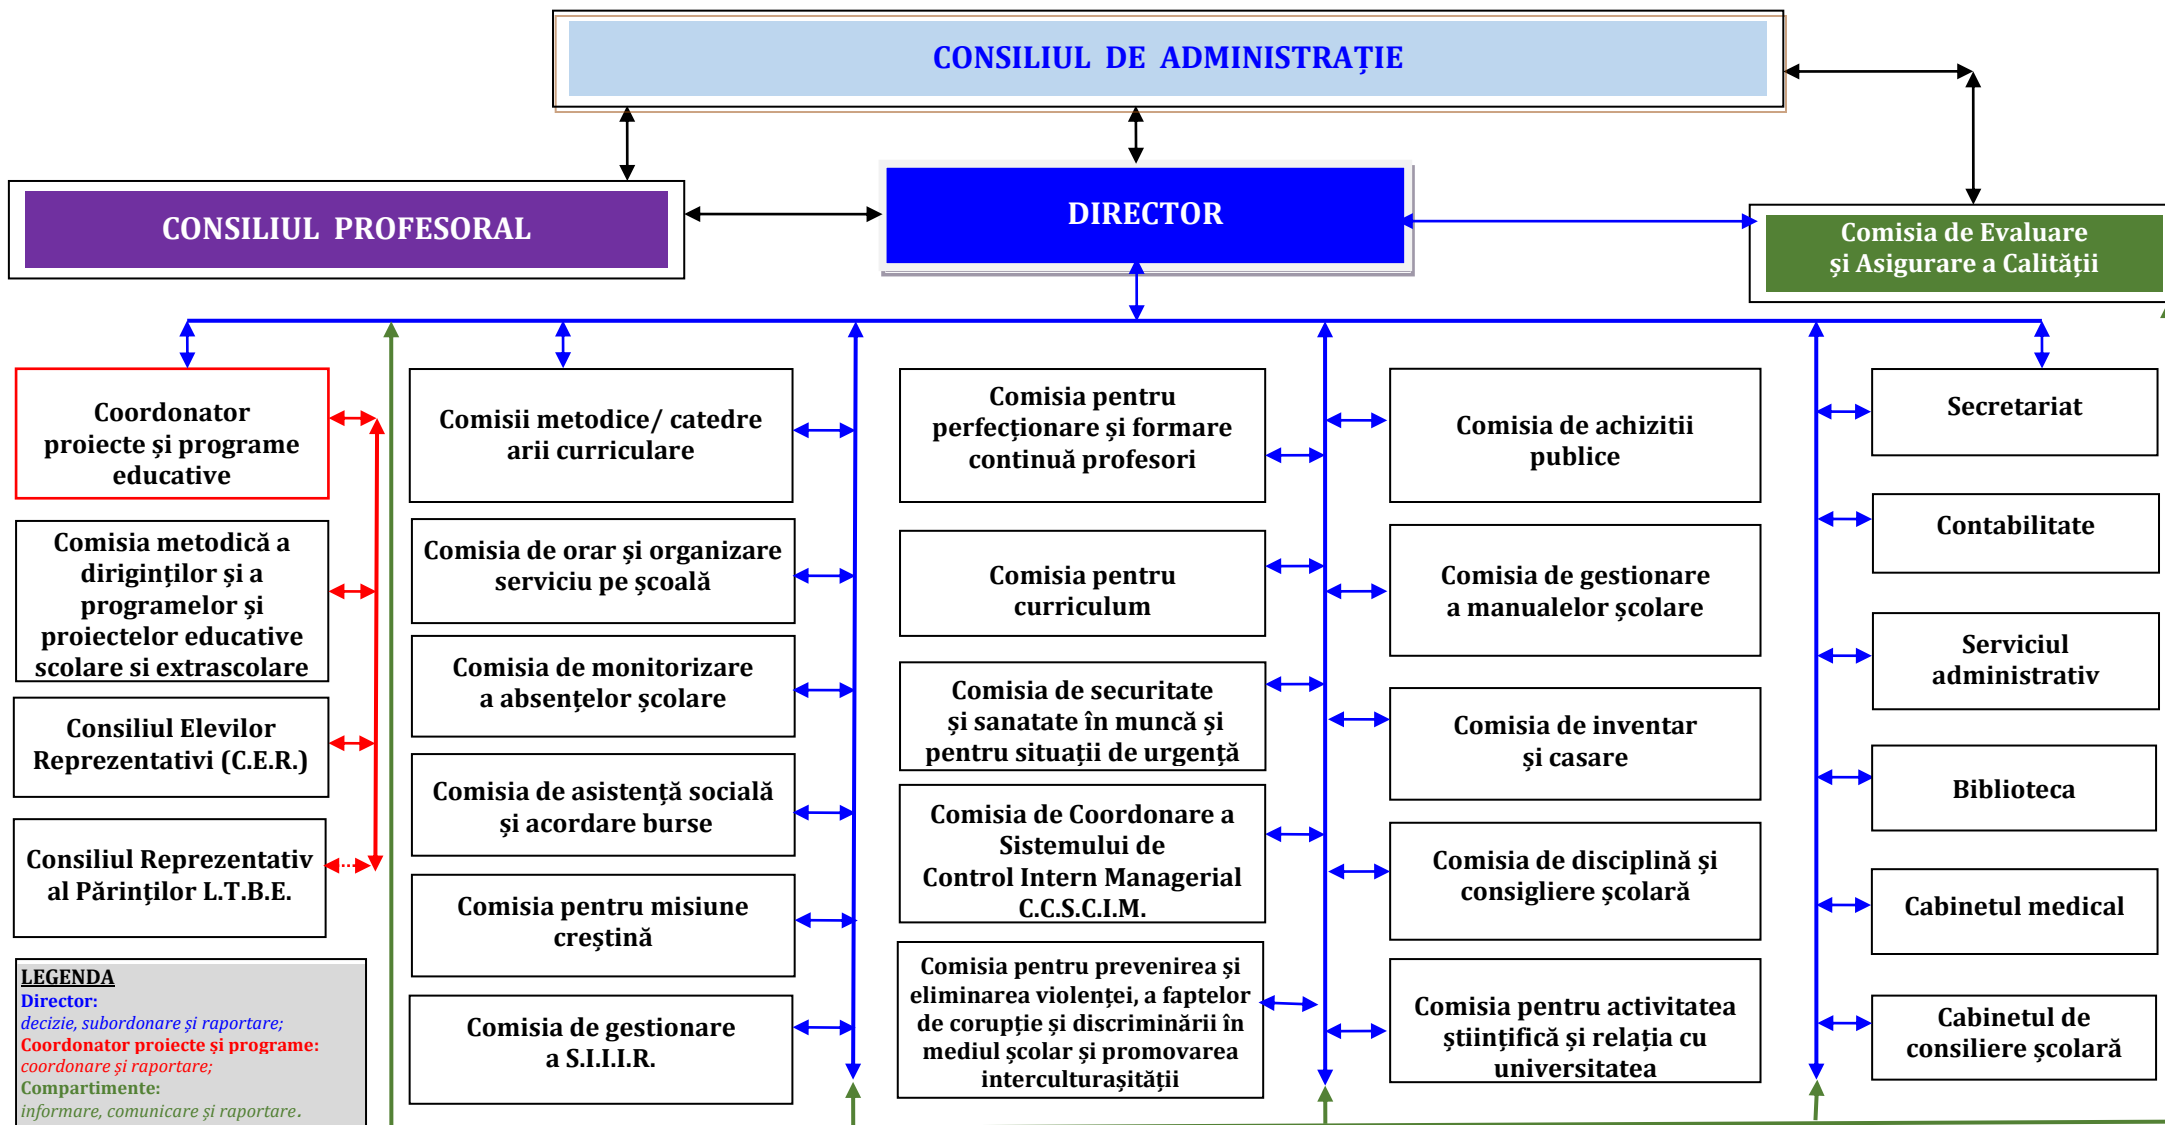 CONSILIUL DE ADMINISTRAȚIE
CONSILIUL PROFESORAL
DIRECTOR
Comisia de Evaluare
și Asigurare a Calității
Coordonator
proiecte și programe
educative
Comisia metodică a
diriginților și a
programelor și
proiectelor educative
scolare si extrascolare
Consiliul Elevilor
Reprezentativi (C.E.R.)
Consiliul Reprezentativ
al Părinților L.T.B.E.
LEGENDA
Director:
decizie, subordonare și raportare;
Coordonator proiecte și programe:
coordonare și raportare;
Compartimente:
informare, comunicare și raportare.
Comisii metodice/ catedre
arii curriculare
Comisia de orar și organizare
serviciu pe școală
Comisia de monitorizare
a absențelor școlare
Comisia de asistență socială
și acordare burse
Comisia pentru misiune
creștină
Comisia de gestionare
a S.I.I.I.R.
Comisia pentru
perfecționare și formare
continuă profesori
Comisia pentru
curriculum
Comisia de securitate
și sanatate în muncă și
pentru situații de urgență
Comisia de Coordonare a
Sistemului de
Control Intern Managerial
C.C.S.C.I.M.
Comisia pentru prevenirea și
eliminarea violenței, a faptelor
de corupție și discriminării în
mediul școlar și promovarea
interculturașității
Comisia de achizitii
publice
Comisia de gestionare
a manualelor școlare
Comisia de inventar
și casare
Comisia de disciplină și
consigliere școlară
Comisia pentru activitatea
științifică și relația cu
universitatea
Secretariat
Contabilitate
Serviciul
administrativ
Biblioteca
Cabinetul medical
Cabinetul de
consiliere școlară